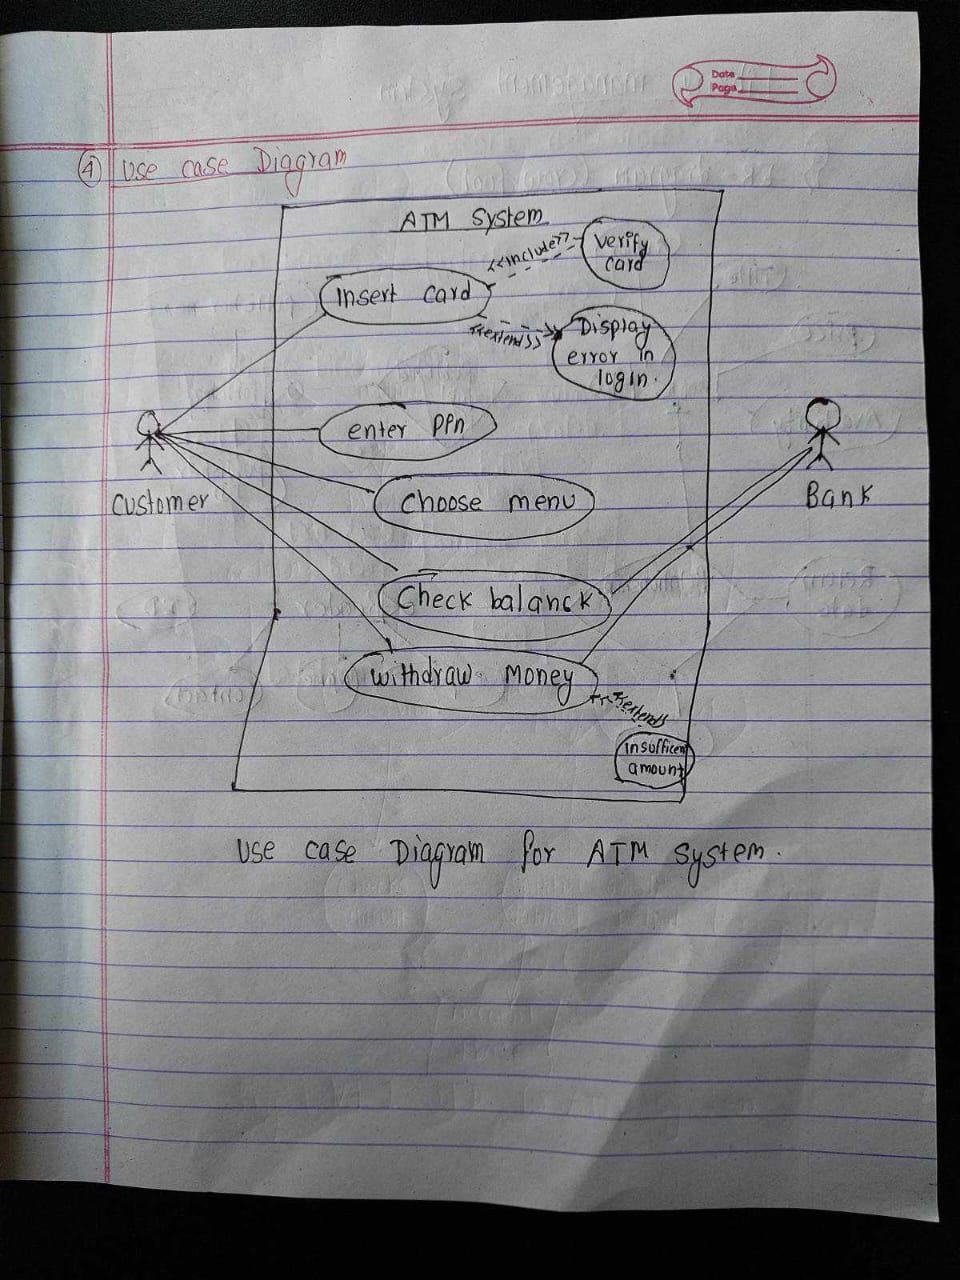 Date
Page
4 Use case Diagram
ATM System
<<include>>
Verify
card
Insert card
<<extend>>
Display
error in
login.
enter PIn
Customer
Choose menu
Bank
Check balanck
withdraw money
<<extend>>
insufficent
amount
Use case Diagram for ATM System.